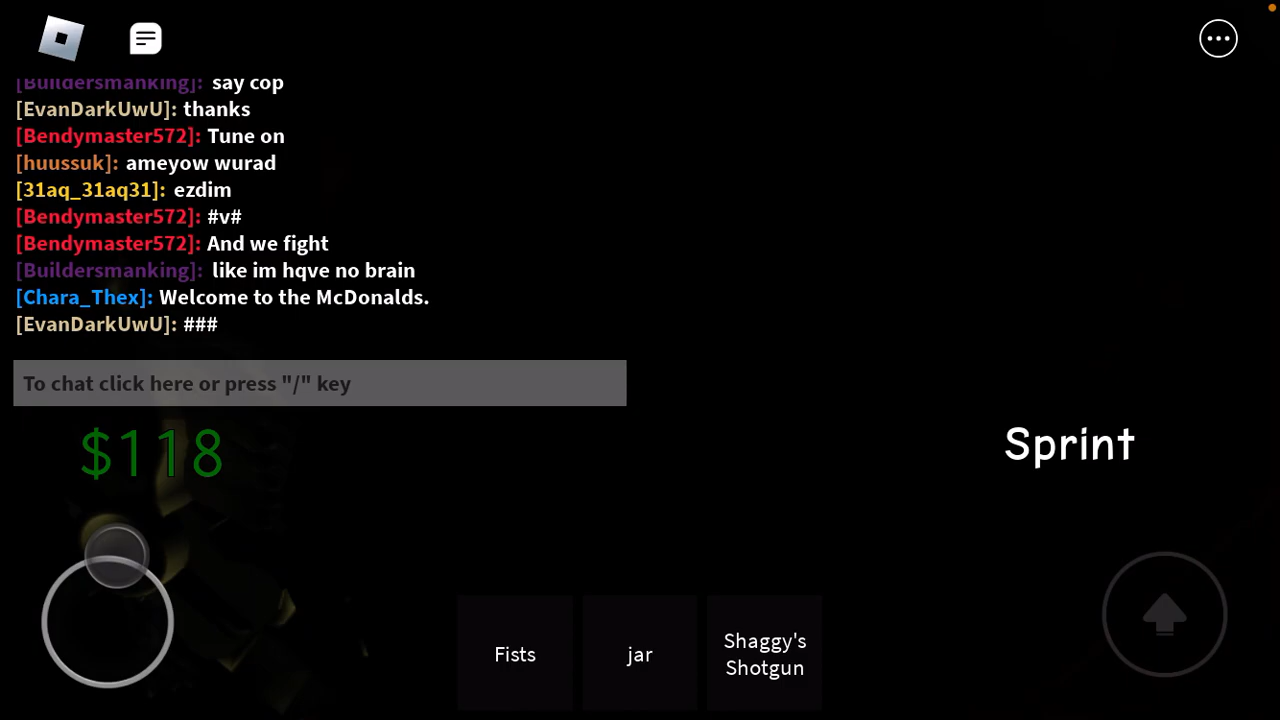 [Buildersmanking]: say cop
[EvanDarkUwU]: thanks
[Bendymaster572]: Tune on
[huussuk]: ameyow wurad
[31aq_31aq31]: ezdim
[Bendymaster572]: #v#
[Bendymaster572]: And we fight
[Buildersmanking]: like im hqve no brain
[Chara_Thex]: Welcome to the McDonalds.
[EvanDarkUwU]: ###
To chat click here or press "/" key
$118
Sprint
Fists
jar
Shaggy's
Shotgun